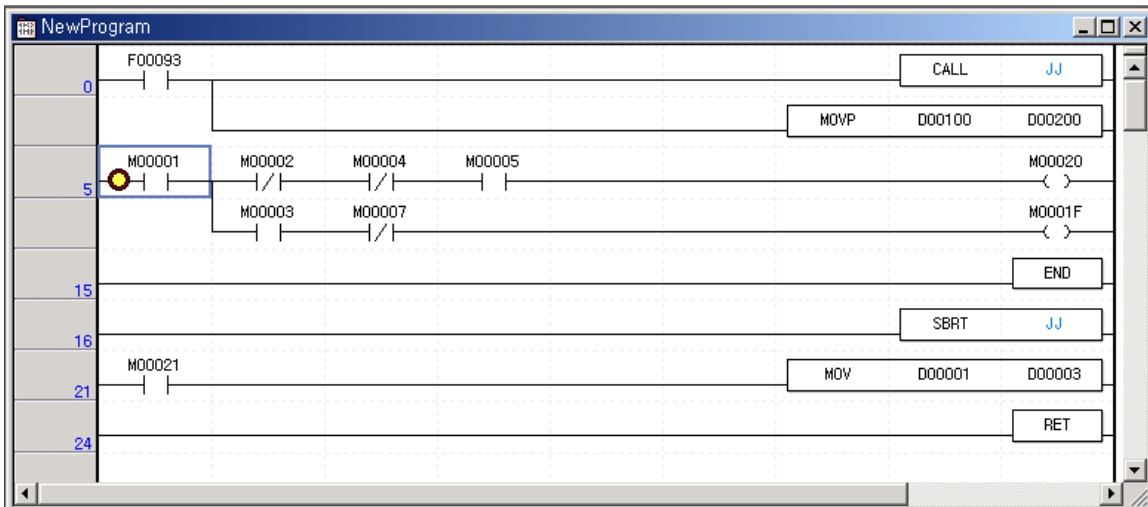 NewProgram
F00093
CALL JJ
0
MOVP D00100 D00200
M00001 M00002 M00004 M00005 M00020
5
M00003 M00007 M0001F
END
15
SBRT JJ
16
M00021
MOV D00001 D00003
21
RET
24